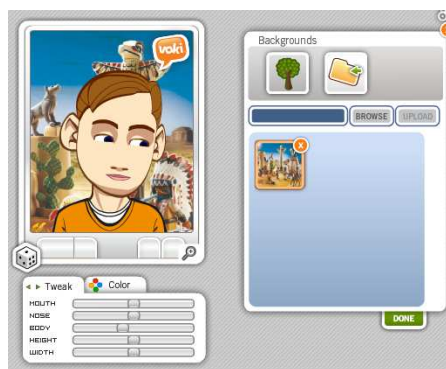 voki
Backgrounds
BROWSE
UPLOAD
X
Tweak
Color
MOUTH
NOSE
BODY
HEIGHT
WIDTH
DONE